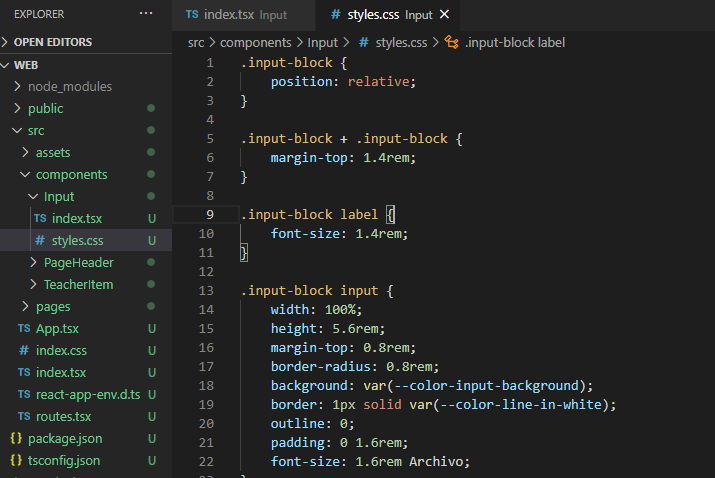 EXPLORER ...
OPEN EDITORS
WEB
node_modules
public
src
assets
components
Input
TS index.tsx U
# styles.css U
PageHeader
TeacherItem
pages
TS App.tsx U
# index.css U
TS index.tsx U
TS react-app-env.d.ts U
TS routes.tsx U
{} package.json U
{} tsconfig.json U
TS index.tsx Input
# styles.css Input ×
src > components > Input > # styles.css > .input-block label
1 .input-block {
2 position: relative;
3 }
4
5 .input-block + .input-block {
6 margin-top: 1.4rem;
7 }
8
9 .input-block label {
10 font-size: 1.4rem;
11 }
12
13 .input-block input {
14 width: 100%;
15 height: 5.6rem;
16 margin-top: 0.8rem;
17 border-radius: 0.8rem;
18 background: var(--color-input-background);
19 border: 1px solid var(--color-line-in-white);
20 outline: 0;
21 padding: 0 1.6rem;
22 font-size: 1.6rem Archivo;